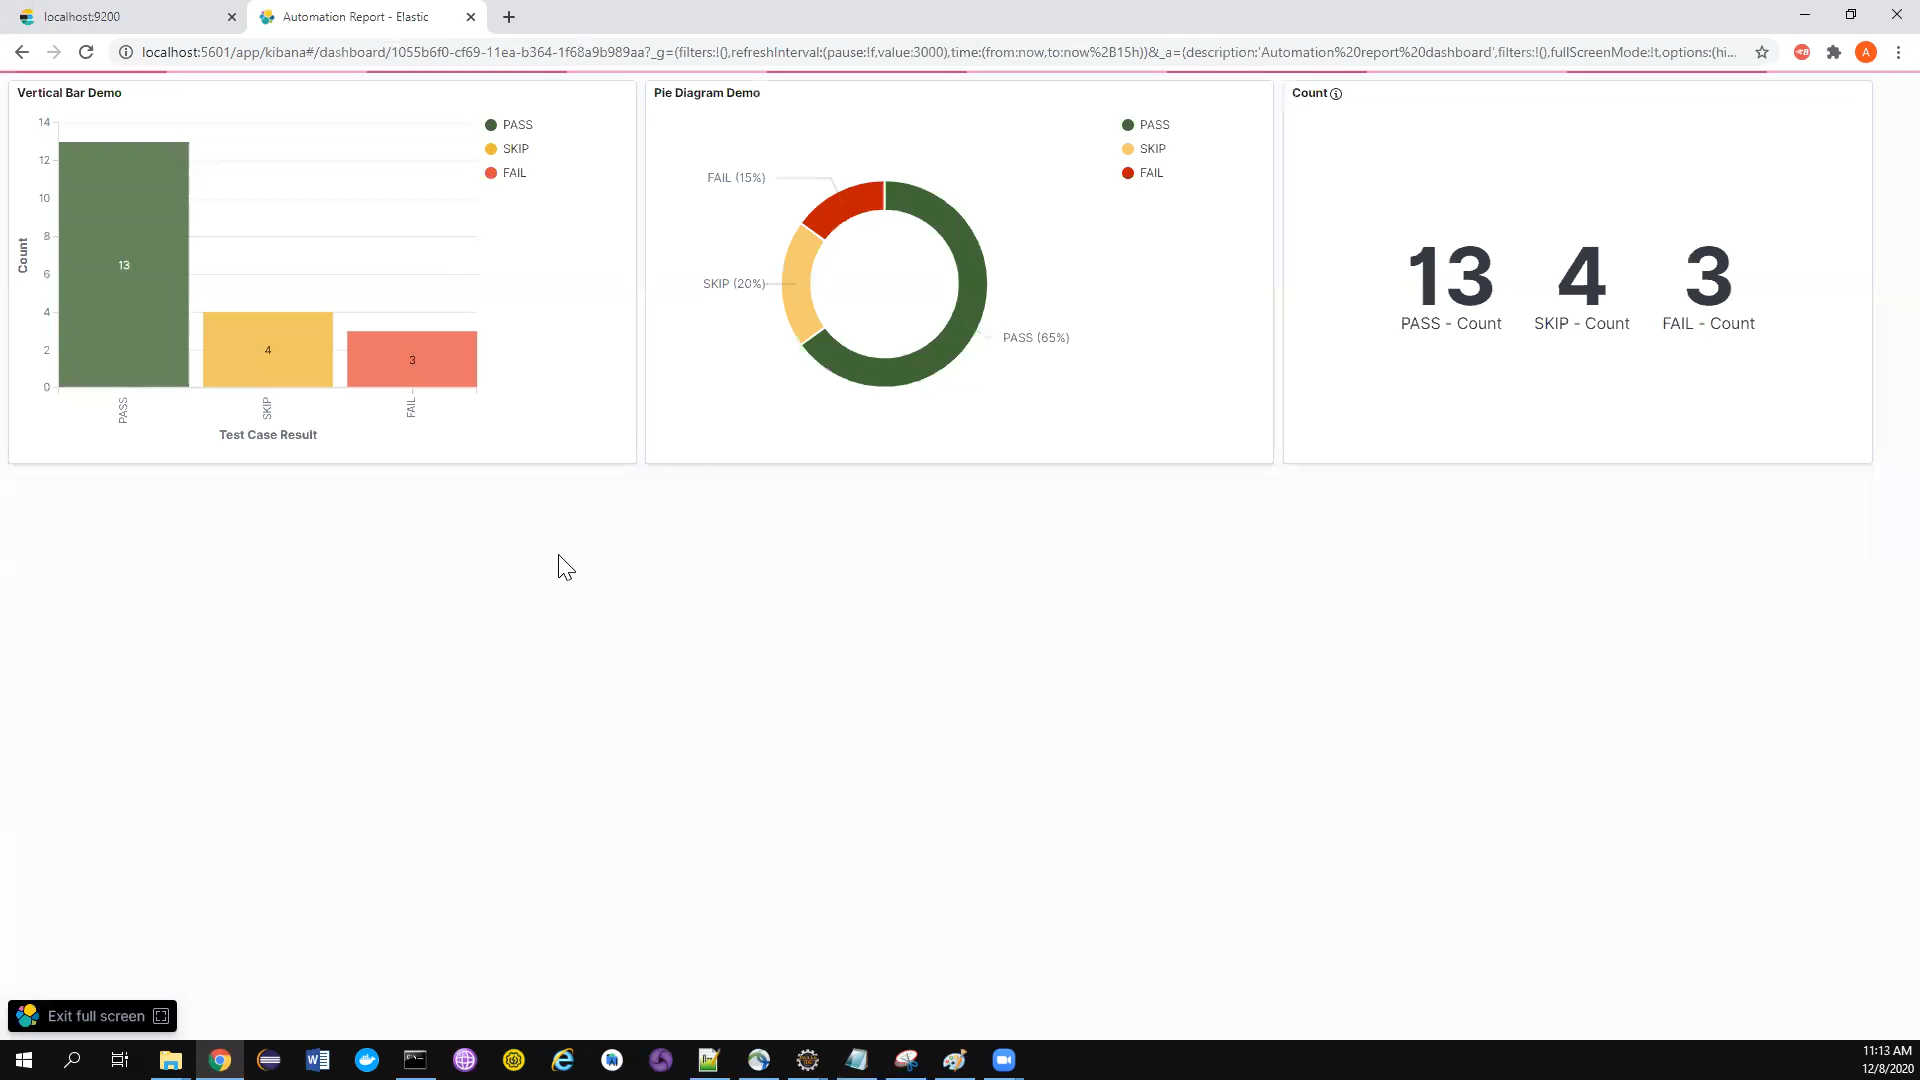 localhost:9200
Automation Report - Elastic
localhost:5601/app/kibana#/dashboard/1055b6f0-cf69-11ea-b364-1f68a9b989aa?_g=(filters:!(),refreshInterval:(pause:!f,value:3000),time:(from:now,to:now%2B15h))&_a=(description:'Automation%20report%20dashboard',filters:!(),fullScreenMode:!t,options:(hi...
A
Vertical Bar Demo
14
12
10
8
6
4
2
0
Count
13
4
3
PASS
SKIP
FAIL
Test Case Result
PASS
SKIP
FAIL
Pie Diagram Demo
FAIL (15%)
SKIP (20%)
PASS (65%)
PASS
SKIP
FAIL
Count
13 4 3
PASS - Count SKIP - Count FAIL - Count
Exit full screen
11:13 AM
12/8/2020